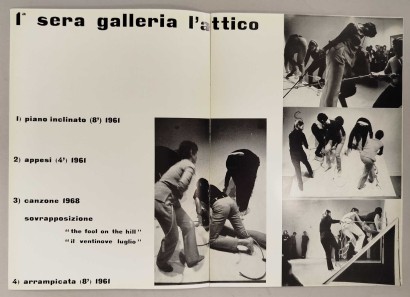 1ª sera galleria l'attico
1) piano inclinato (8') 1961
2) appesi (4') 1961
3) canzone 1968
sovrapposizione
"the fool on the hill"
"il ventinove luglio"
4) arrampicata (8') 1961